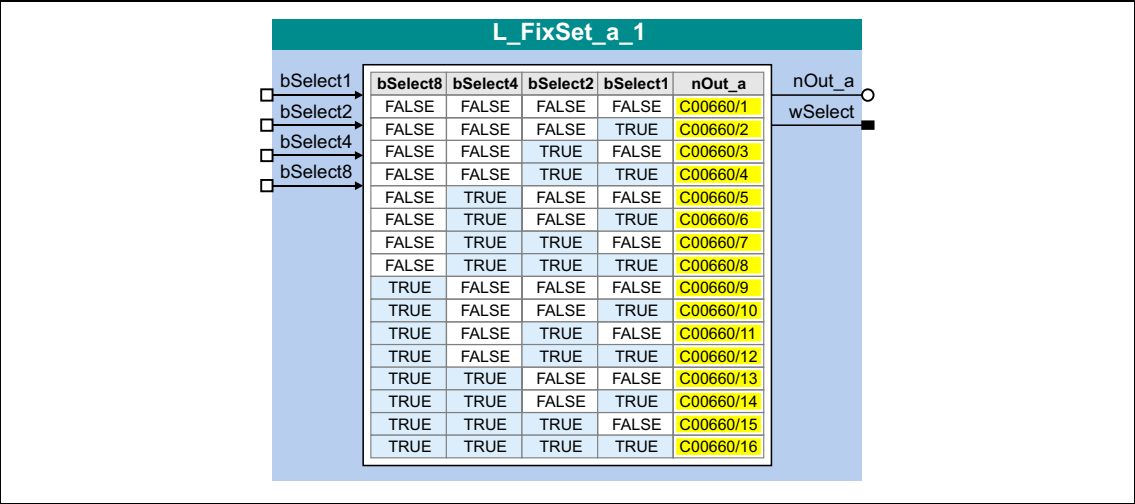 L_FixSet_a_1
bSelect1
bSelect2
bSelect4
bSelect8
bSelect8 bSelect4 bSelect2 bSelect1 nOut_a
FALSE FALSE FALSE FALSE C00660/1
FALSE FALSE FALSE TRUE C00660/2
FALSE FALSE TRUE FALSE C00660/3
FALSE FALSE TRUE TRUE C00660/4
FALSE TRUE FALSE FALSE C00660/5
FALSE TRUE FALSE TRUE C00660/6
FALSE TRUE TRUE FALSE C00660/7
FALSE TRUE TRUE TRUE C00660/8
TRUE FALSE FALSE FALSE C00660/9
TRUE FALSE FALSE TRUE C00660/10
TRUE FALSE TRUE FALSE C00660/11
TRUE FALSE TRUE TRUE C00660/12
TRUE TRUE FALSE FALSE C00660/13
TRUE TRUE FALSE TRUE C00660/14
TRUE TRUE TRUE FALSE C00660/15
TRUE TRUE TRUE TRUE C00660/16
nOut_a
wSelect